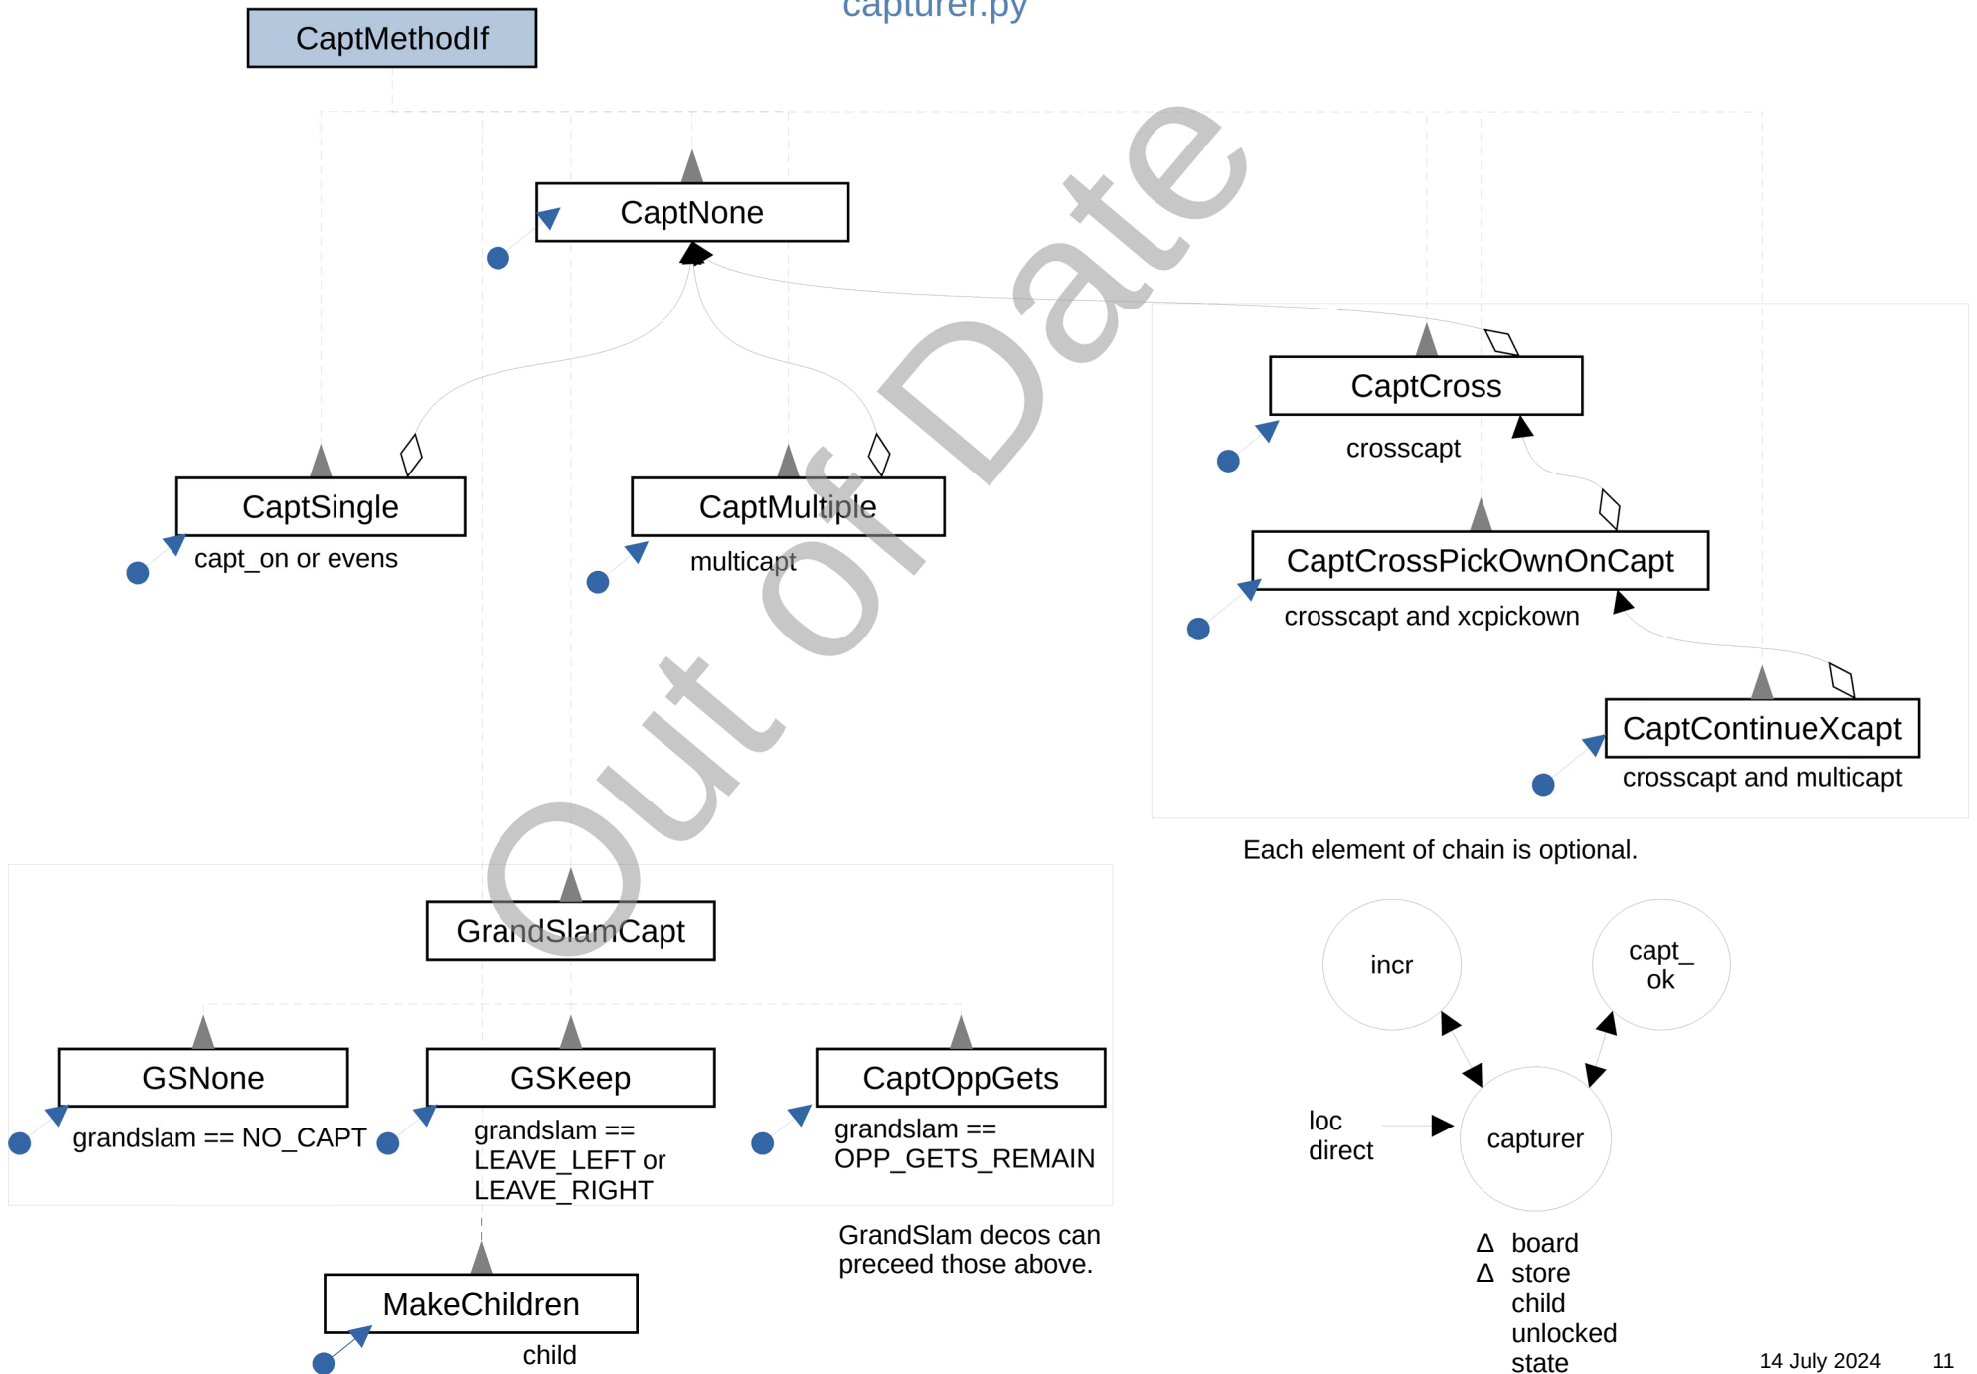 capturer.py
CaptMethodIf
CaptNone
CaptCross
crosscapt
CaptSingle
capt_on or evens
CaptMultiple
multicapt
CaptCrossPickOwnOnCapt
crosscapt and xcpickown
CaptContinueXcapt
crosscapt and multicapt
Each element of chain is optional.
Out of Date
GrandSlamCapt
GSNone
grandslam == NO_CAPT
GSKeep
grandslam ==
LEAVE_LEFT or
LEAVE_RIGHT
CaptOppGets
grandslam ==
OPP_GETS_REMAIN
GrandSlam decos can
preceed those above.
MakeChildren
child
incr
capt_
ok
loc
direct
capturer
Δ board
Δ store
child
unlocked
state
14 July 2024 11